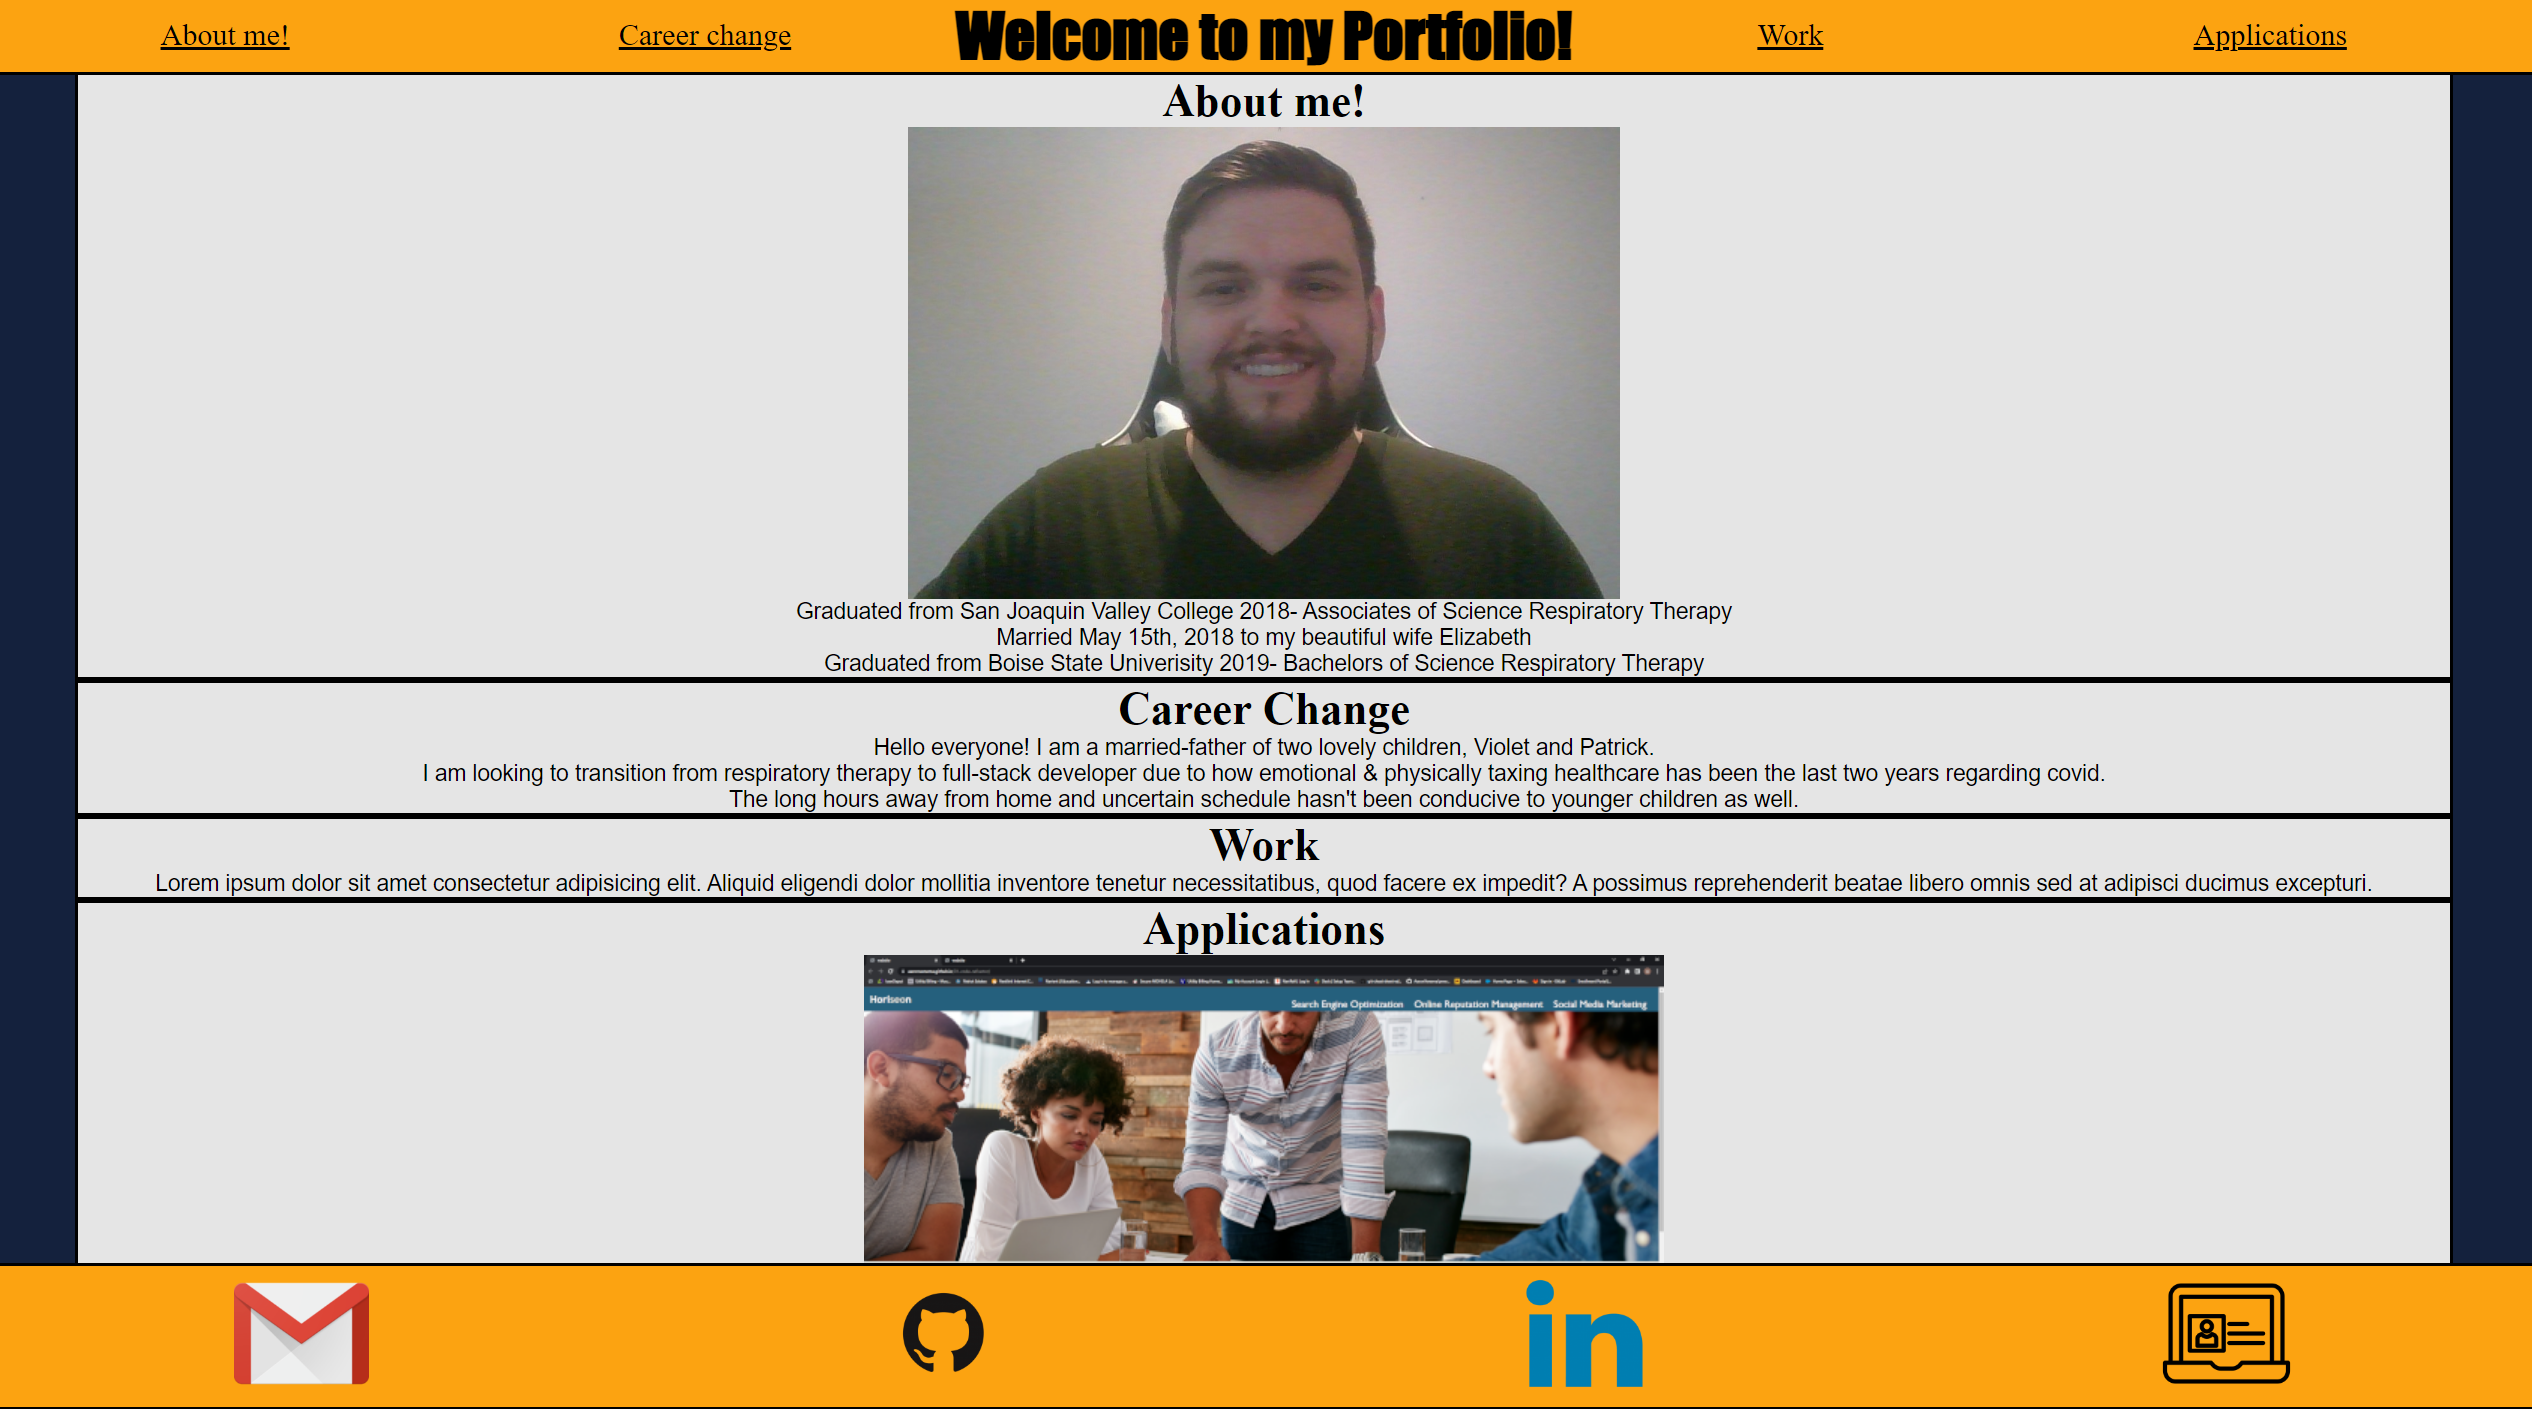 About me!
Career change
Welcome to my Portfolio!
Work
Applications
About me!
Graduated from San Joaquin Valley College 2018- Associates of Science Respiratory Therapy
Married May 15th, 2018 to my beautiful wife Elizabeth
Graduated from Boise State Univerisity 2019- Bachelors of Science Respiratory Therapy
Career Change
Hello everyone! I am a married-father of two lovely children, Violet and Patrick.
I am looking to transition from respiratory therapy to full-stack developer due to how emotional & physically taxing healthcare has been the last two years regarding covid.
The long hours away from home and uncertain schedule hasn't been conducive to younger children as well.
Work
Lorem ipsum dolor sit amet consectetur adipisicing elit. Aliquid eligendi dolor mollitia inventore tenetur necessitatibus, quod facere ex impedit? A possimus reprehenderit beatae libero omnis sed at adipisci ducimus excepturi.
Applications
Horiseon
Search Engine Optimization Online Reputation Management Social Media Marketing
in